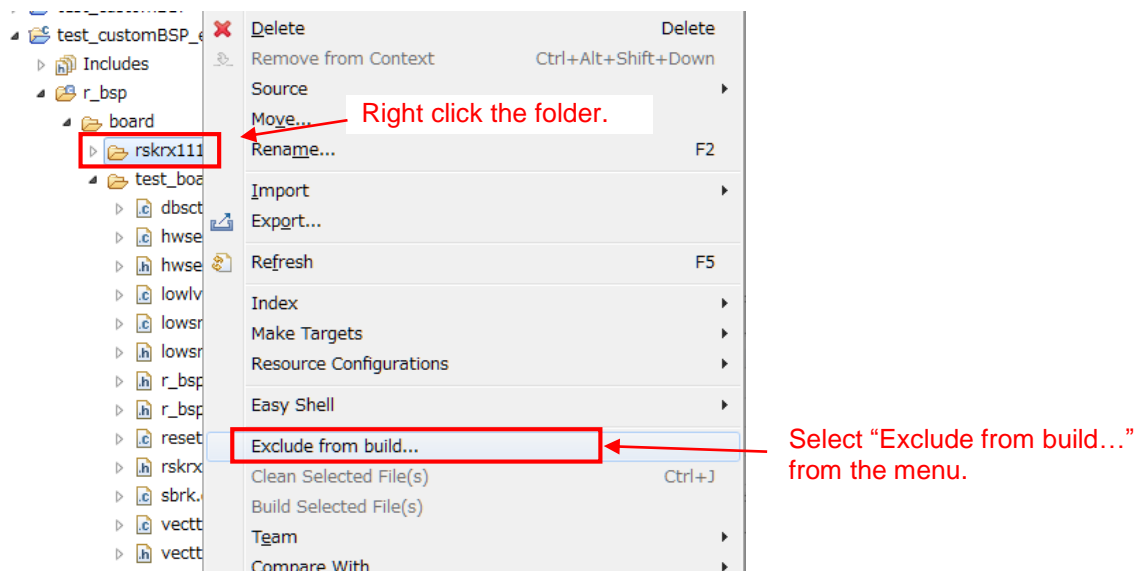 test_customBSP_e
Includes
r_bsp
board
rskrx111
test_boa
dbsct
hwse
hwse
lowlv
lowsr
lowsr
r_bsp
r_bsp
reset
rskrx
sbrk.
vectt
vectt
Delete Delete
Remove from Context Ctrl+Alt+Shift+Down
Source
Move...
Rename... F2
Import
Export...
Refresh F5
Index
Make Targets
Resource Configurations
Easy Shell
Exclude from build...
Clean Selected File(s) Ctrl+J
Build Selected File(s)
Team
Compare With
Right click the folder.
Select “Exclude from build…”
from the menu.